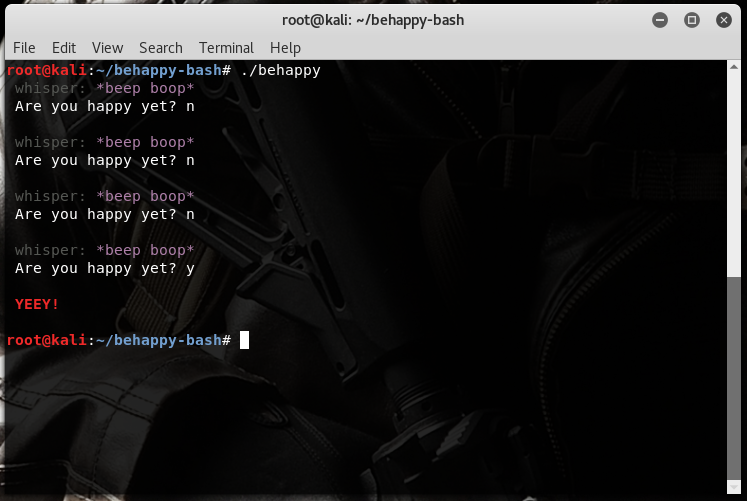 root@kali: ~/behappy-bash
File Edit View Search Terminal Help
root@kali:~/behappy-bash# ./behappy
whisper: *beep boop*
Are you happy yet? n
whisper: *beep boop*
Are you happy yet? n
whisper: *beep boop*
Are you happy yet? n
whisper: *beep boop*
Are you happy yet? y
YEEY!
root@kali:~/behappy-bash#